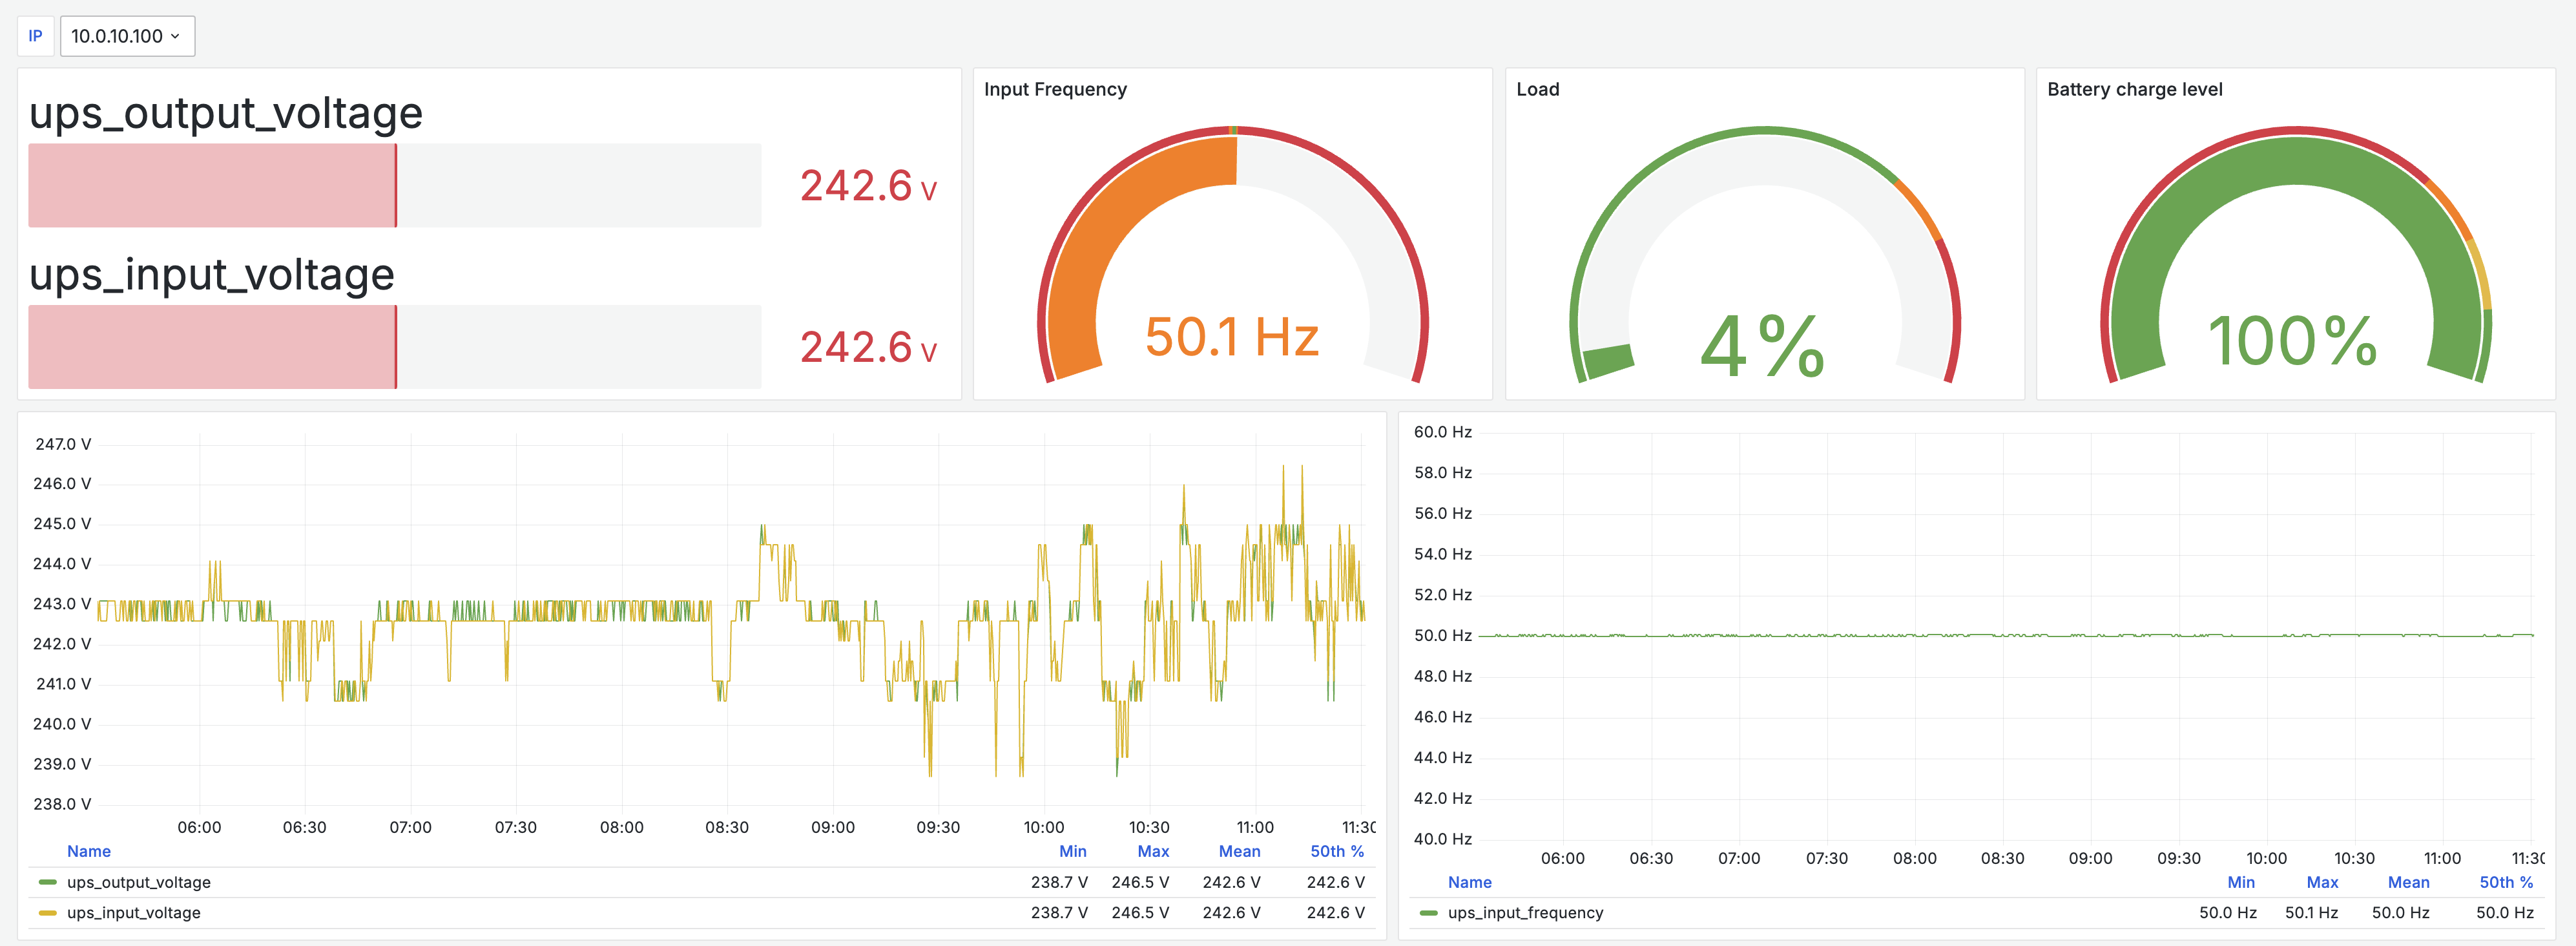 IP 10.0.10.100
ups_output_voltage
242.6 V
ups_input_voltage
242.6 V
Input Frequency
50.1 Hz
Load
4%
Battery charge level
100%
247.0 V
246.0 V
245.0 V
244.0 V
243.0 V
242.0 V
241.0 V
240.0 V
239.0 V
238.0 V
06:00 06:30 07:00 07:30 08:00 08:30 09:00 09:30 10:00 10:30 11:00 11:30
Name Min Max Mean 50th %
ups_output_voltage 238.7 V 246.5 V 242.6 V 242.6 V
ups_input_voltage 238.7 V 246.5 V 242.6 V 242.6 V
60.0 Hz
58.0 Hz
56.0 Hz
54.0 Hz
52.0 Hz
50.0 Hz
48.0 Hz
46.0 Hz
44.0 Hz
42.0 Hz
40.0 Hz
06:00 06:30 07:00 07:30 08:00 08:30 09:00 09:30 10:00 10:30 11:00 11:30
Name Min Max Mean 50th %
ups_input_frequency 50.0 Hz 50.1 Hz 50.0 Hz 50.0 Hz